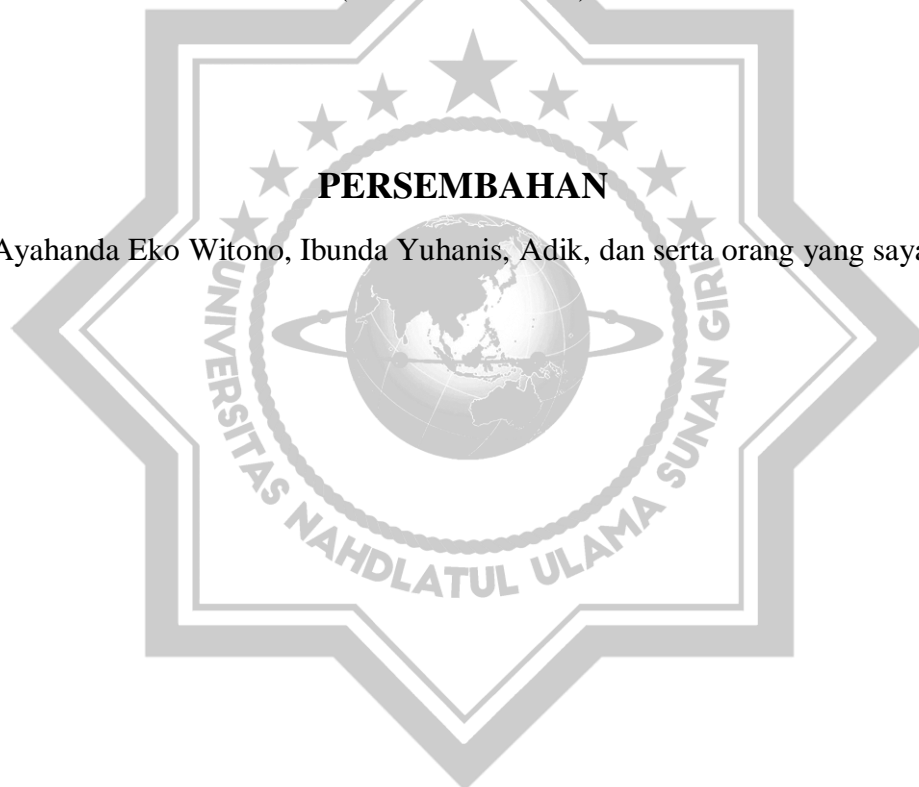 PERSEMBAHAN
Ayahanda Eko Witono, Ibunda Yuhanis, Adik, dan serta orang yang saya
UNIVERSITAS NAHDLATUL ULAMA SUNAN GIRI